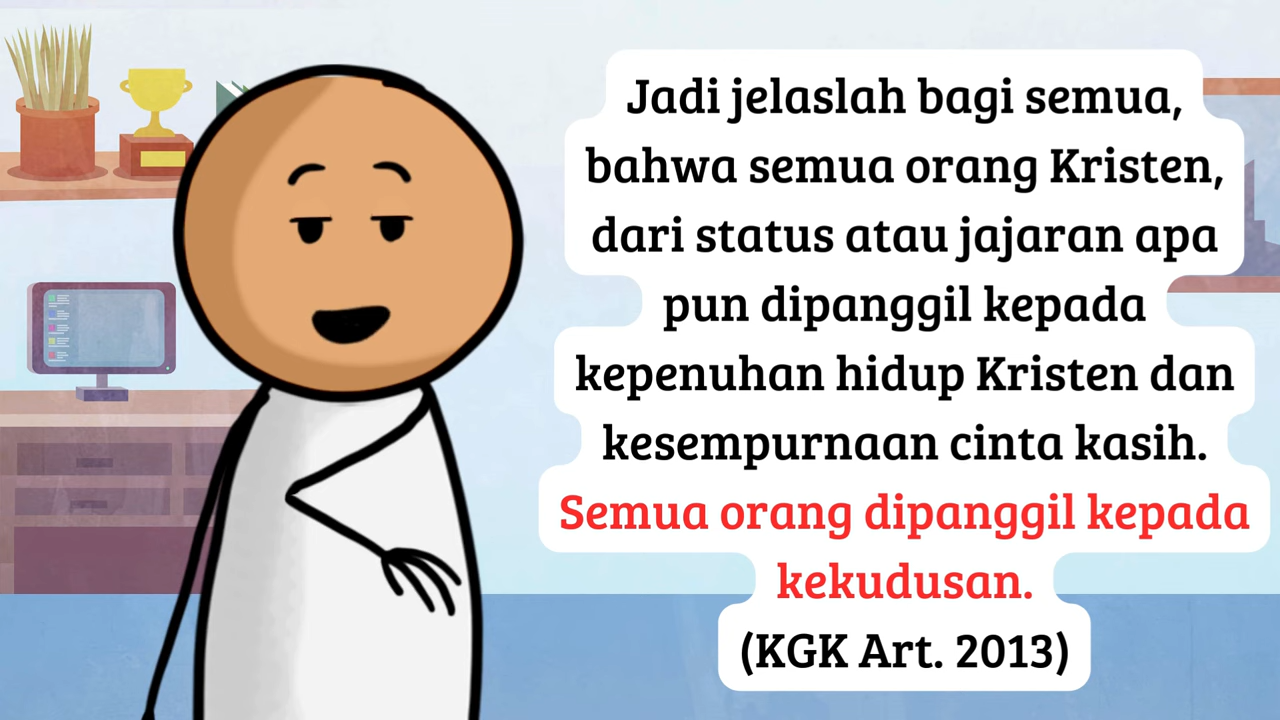 Jadi jelaslah bagi semua,
bahwa semua orang Kristen,
dari status atau jajaran apa
pun dipanggil kepada
kepenuhan hidup Kristen dan
kesempurnaan cinta kasih.
Semua orang dipanggil kepada
kekudusan.
(KGK Art. 2013)